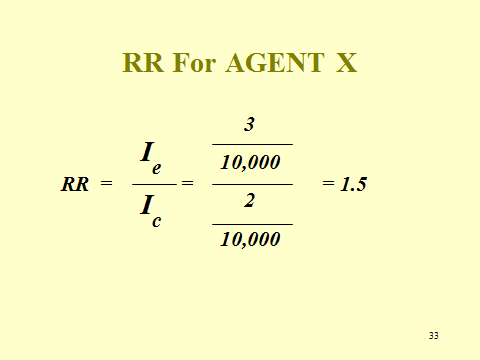 RR For AGENT X
3
10,000
RR = Ie = = 1.5
Ic
2
10,000
33